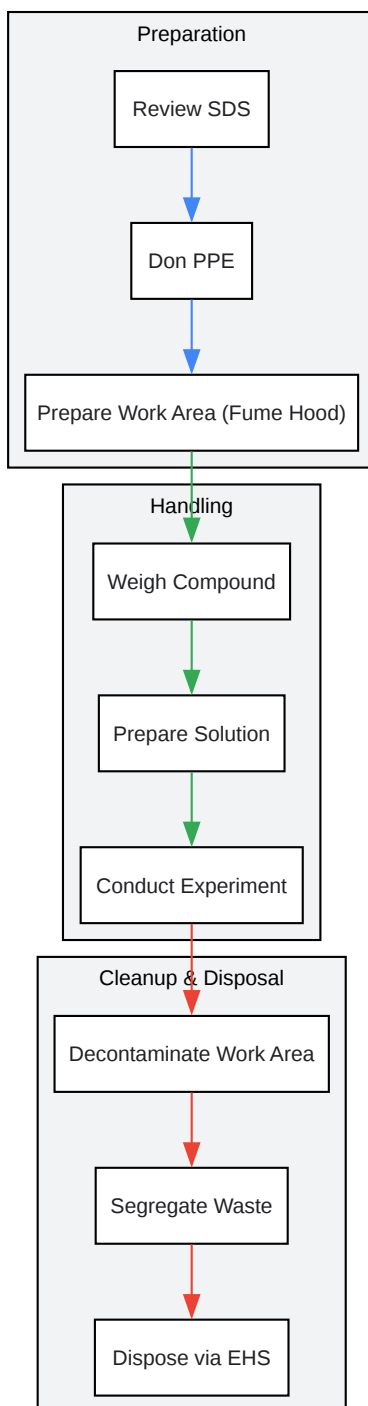 Preparation
Review SDS
Don PPE
Prepare Work Area (Fume Hood)
Handling
Weigh Compound
Prepare Solution
Conduct Experiment
Cleanup & Disposal
Decontaminate Work Area
Segregate Waste
Dispose via EHS